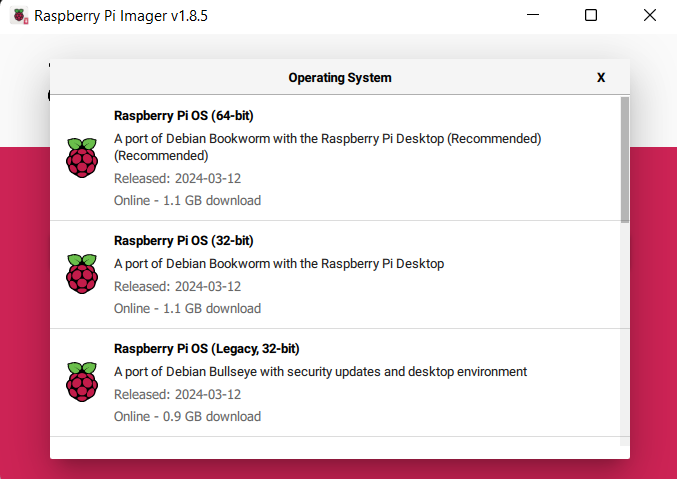 Raspberry Pi Imager v1.8.5
Operating System X
Raspberry Pi OS (64-bit)
A port of Debian Bookworm with the Raspberry Pi Desktop (Recommended)
(Recommended)
Released: 2024-03-12
Online - 1.1 GB download
Raspberry Pi OS (32-bit)
A port of Debian Bookworm with the Raspberry Pi Desktop
Released: 2024-03-12
Online - 1.1 GB download
Raspberry Pi OS (Legacy, 32-bit)
A port of Debian Bullseye with security updates and desktop environment
Released: 2024-03-12
Online - 0.9 GB download